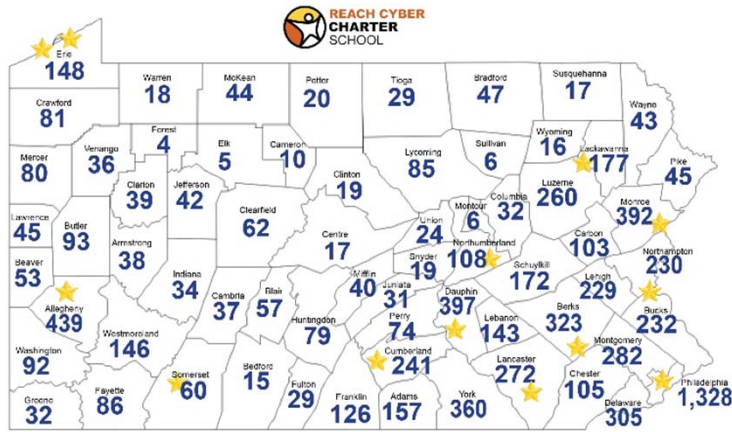 REACH CYBER
CHARTER
SCHOOL
Erie
148
Warren
18
McKean
44
Potter
20
Tioga
29
Bradford
47
Susquehanna
17
Crawford
81
Wayne
43
Forest
4
Elk
5
Cameron
10
Wyoming
16
Lackawanna
177
Mercer
80
Venango
36
Lycoming
85
Sullivan
6
Pike
45
Clinton
19
Clarion
39
Jefferson
42
Luzerne
260
Monroe
392
Columbia
32
Montour
6
Lawrence
45
Butler
93
Clearfield
62
Union
24
Centre
17
Carbon
103
Armstrong
38
Northumberland
108
Northampton
230
Beaver
53
Snyder
19
Schuylkill
172
Indiana
34
Mifflin
40
Juniata
31
Lehigh
229
Allegheny
439
Cambria
37
Blair
57
Dauphin
397
Berks
323
Bucks
232
Perry
74
Lebanon
143
Huntingdon
79
Westmoreland
146
Montgomery
282
Washington
92
Cumberland
241
Lancaster
272
Somerset
60
Bedford
15
Chester
105
Philadelphia
1,328
Fulton
29
Greene
32
Fayette
86
Franklin
126
Adams
157
York
360
Delaware
305